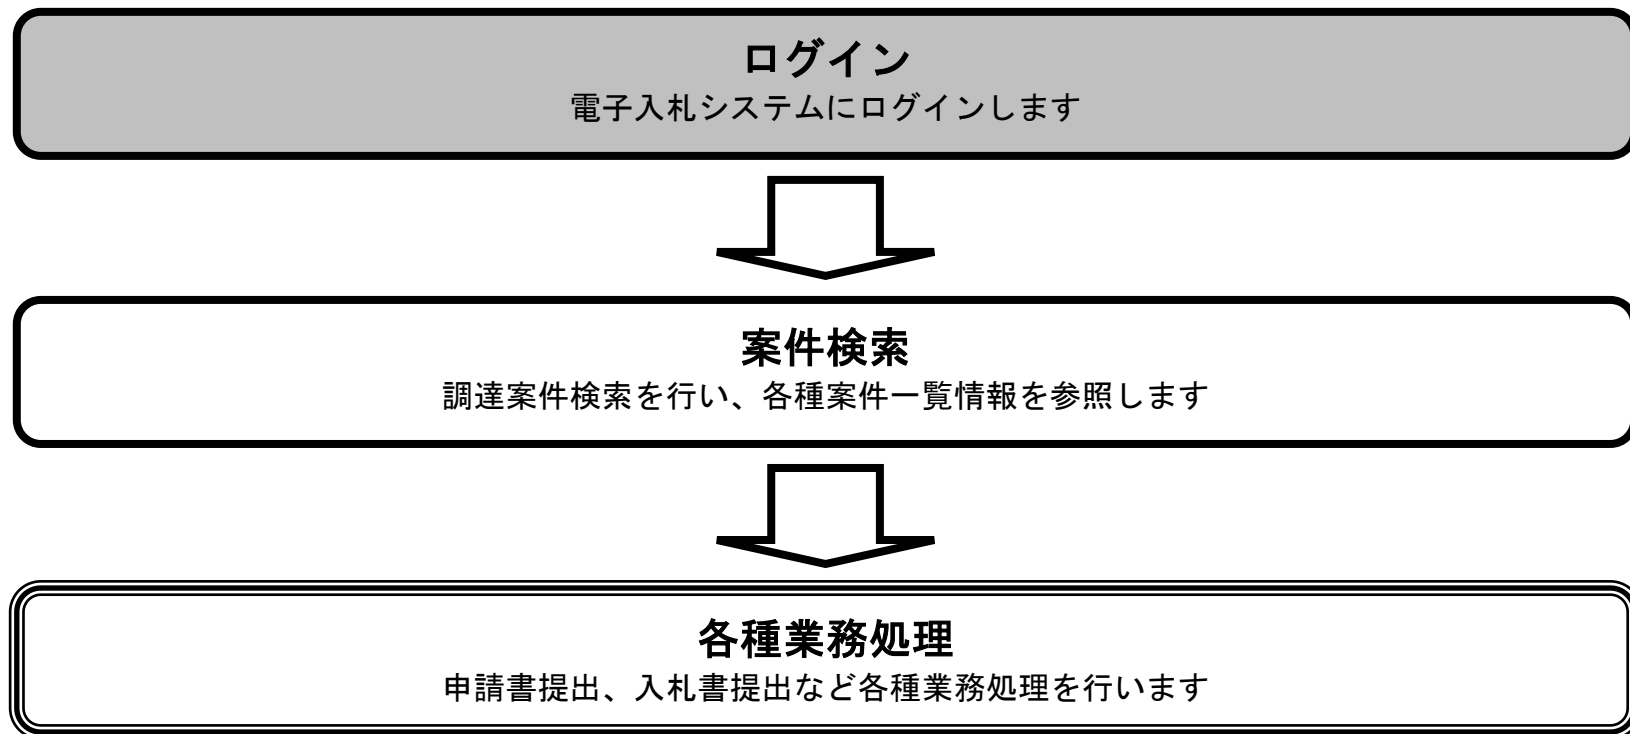 ログイン
電子入札システムにログインします
案件検索
調達案件検索を行い、各種案件一覧情報を参照します
各種業務処理
申請書提出、入札書提出など各種業務処理を行います